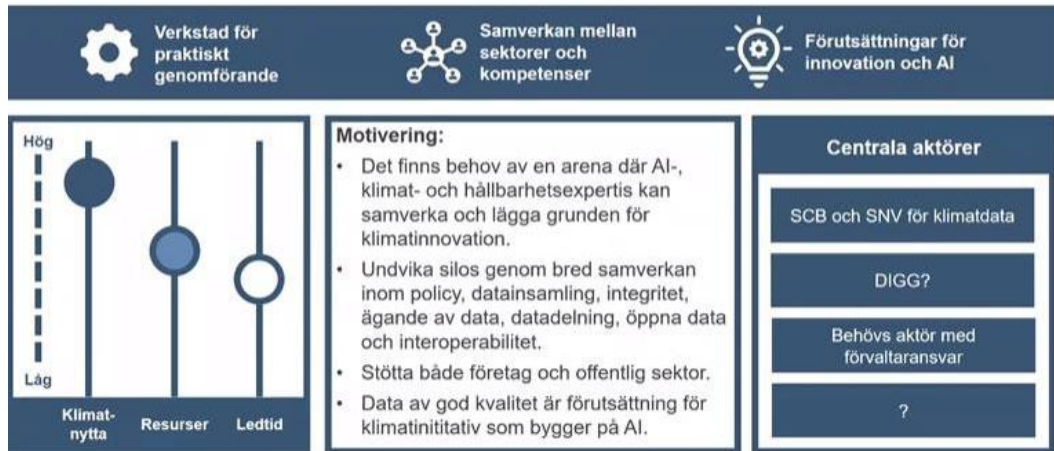 Verkstad för
praktiskt
genomförande
Samverkan mellan
sektorer och
kompetenser
Förutsättningar för
innovation och AI
Hög
Låg
Klimat-
nytta
Resurser
Ledtid
Motivering:
• Det finns behov av en arena där AI-,
klimat- och hållbarhetsexpertis kan
samverka och lägga grunden för
klimatinnovation.
• Undvika silos genom bred samverkan
inom policy, datainsamling, integritet,
ägande av data, datadelning, öppna data
och interoperabilitet.
• Stötta både företag och offentlig sektor.
• Data av god kvalitet är förutsättning för
klimatinititativ som bygger på AI.
Centrala aktörer
SCB och SNV för klimatdata
DIGG?
Behövs aktör med
förvaltaransvar
?